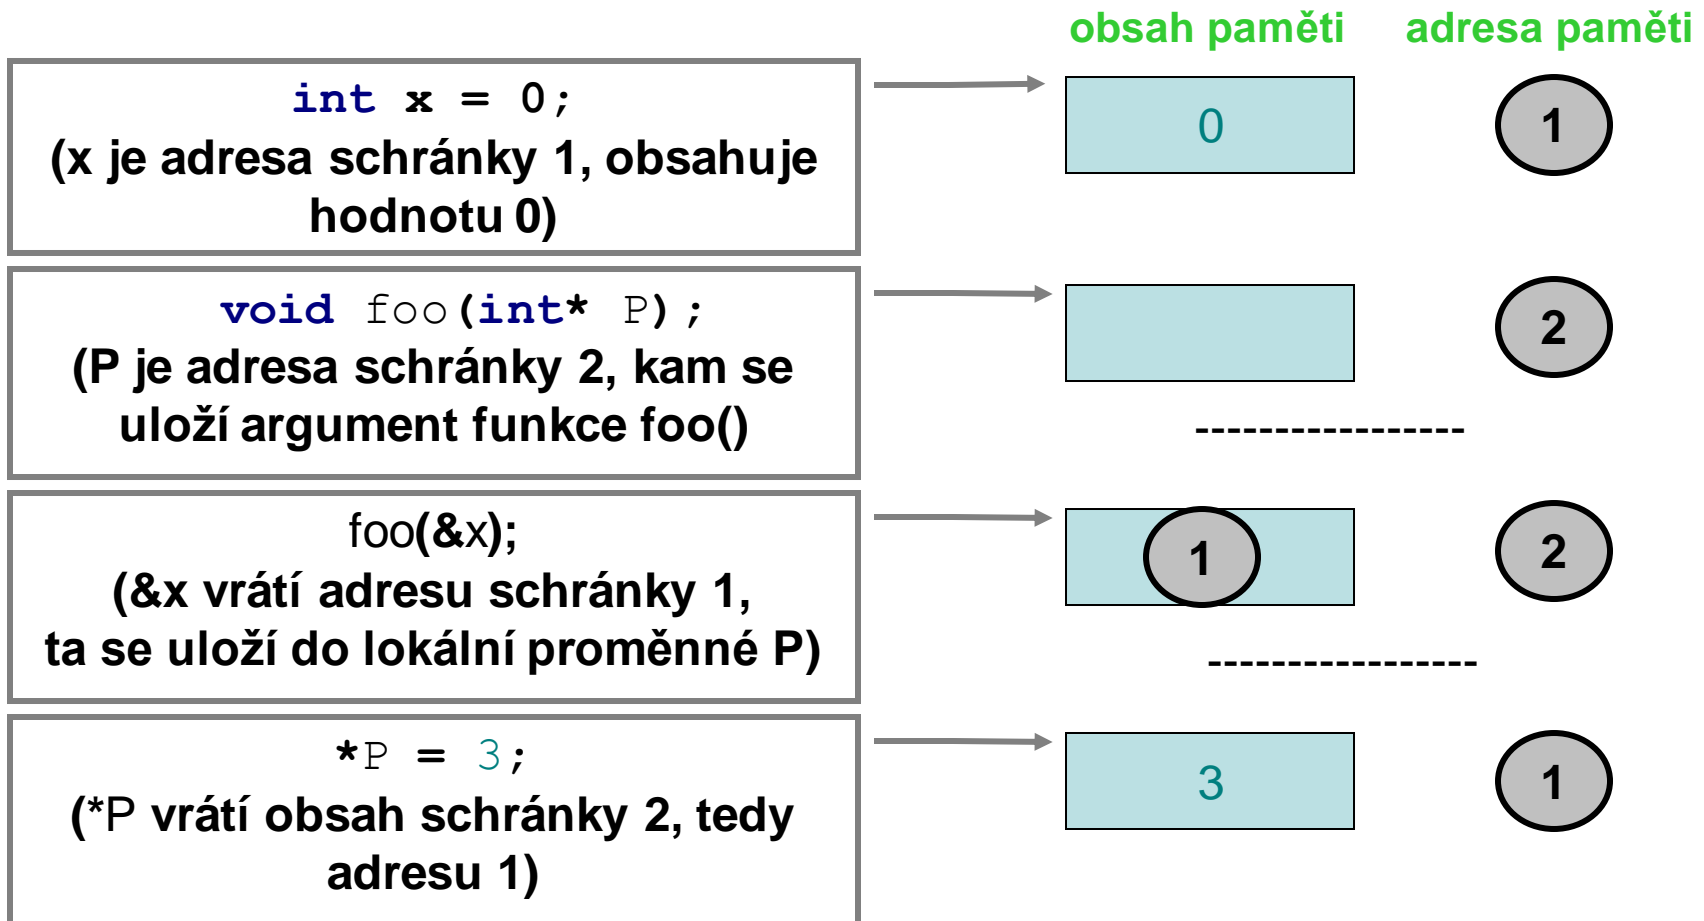 obsah paměti adresa paměti
int x = 0;
(x je adresa schránky 1, obsahuje
hodnotu 0)
0 1
void foo(int* P);
(P je adresa schránky 2, kam se
uloží argument funkce foo()
2
-----------------
foo(&x);
(&x vrátí adresu schránky 1,
ta se uloží do lokální proměnné P)
1 2
-----------------
*P = 3;
(*P vrátí obsah schránky 2, tedy
adresu 1)
3 1